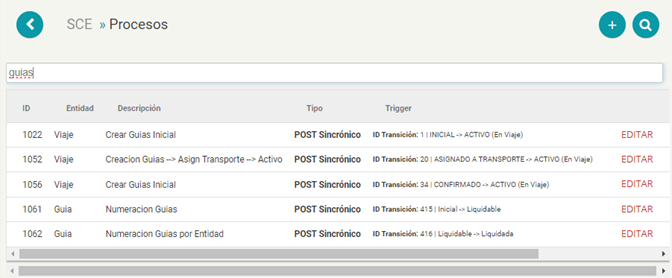 SCE » Procesos
guias
ID Entidad Descripción Tipo Trigger
1022 Viaje Crear Guias Inicial POST Sincrónico ID Transición: 1 | INICIAL -> ACTIVO (En Viaje) EDITAR
1052 Viaje Creacion Guias --> Asign Transporte --> Activo POST Sincrónico ID Transición: 20 | ASIGNADO A TRANSPORTE -> ACTIVO (En Viaje) EDITAR
1056 Viaje Crear Guias Inicial POST Sincrónico ID Transición: 34 | CONFIRMADO -> ACTIVO (En Viaje) EDITAR
1061 Guia Numeracion Guias POST Sincrónico ID Transición: 415 | Inicial -> Liquidable EDITAR
1062 Guia Numeracion Guias por Entidad POST Sincrónico ID Transición: 416 | Liquidable -> Liquidada EDITAR